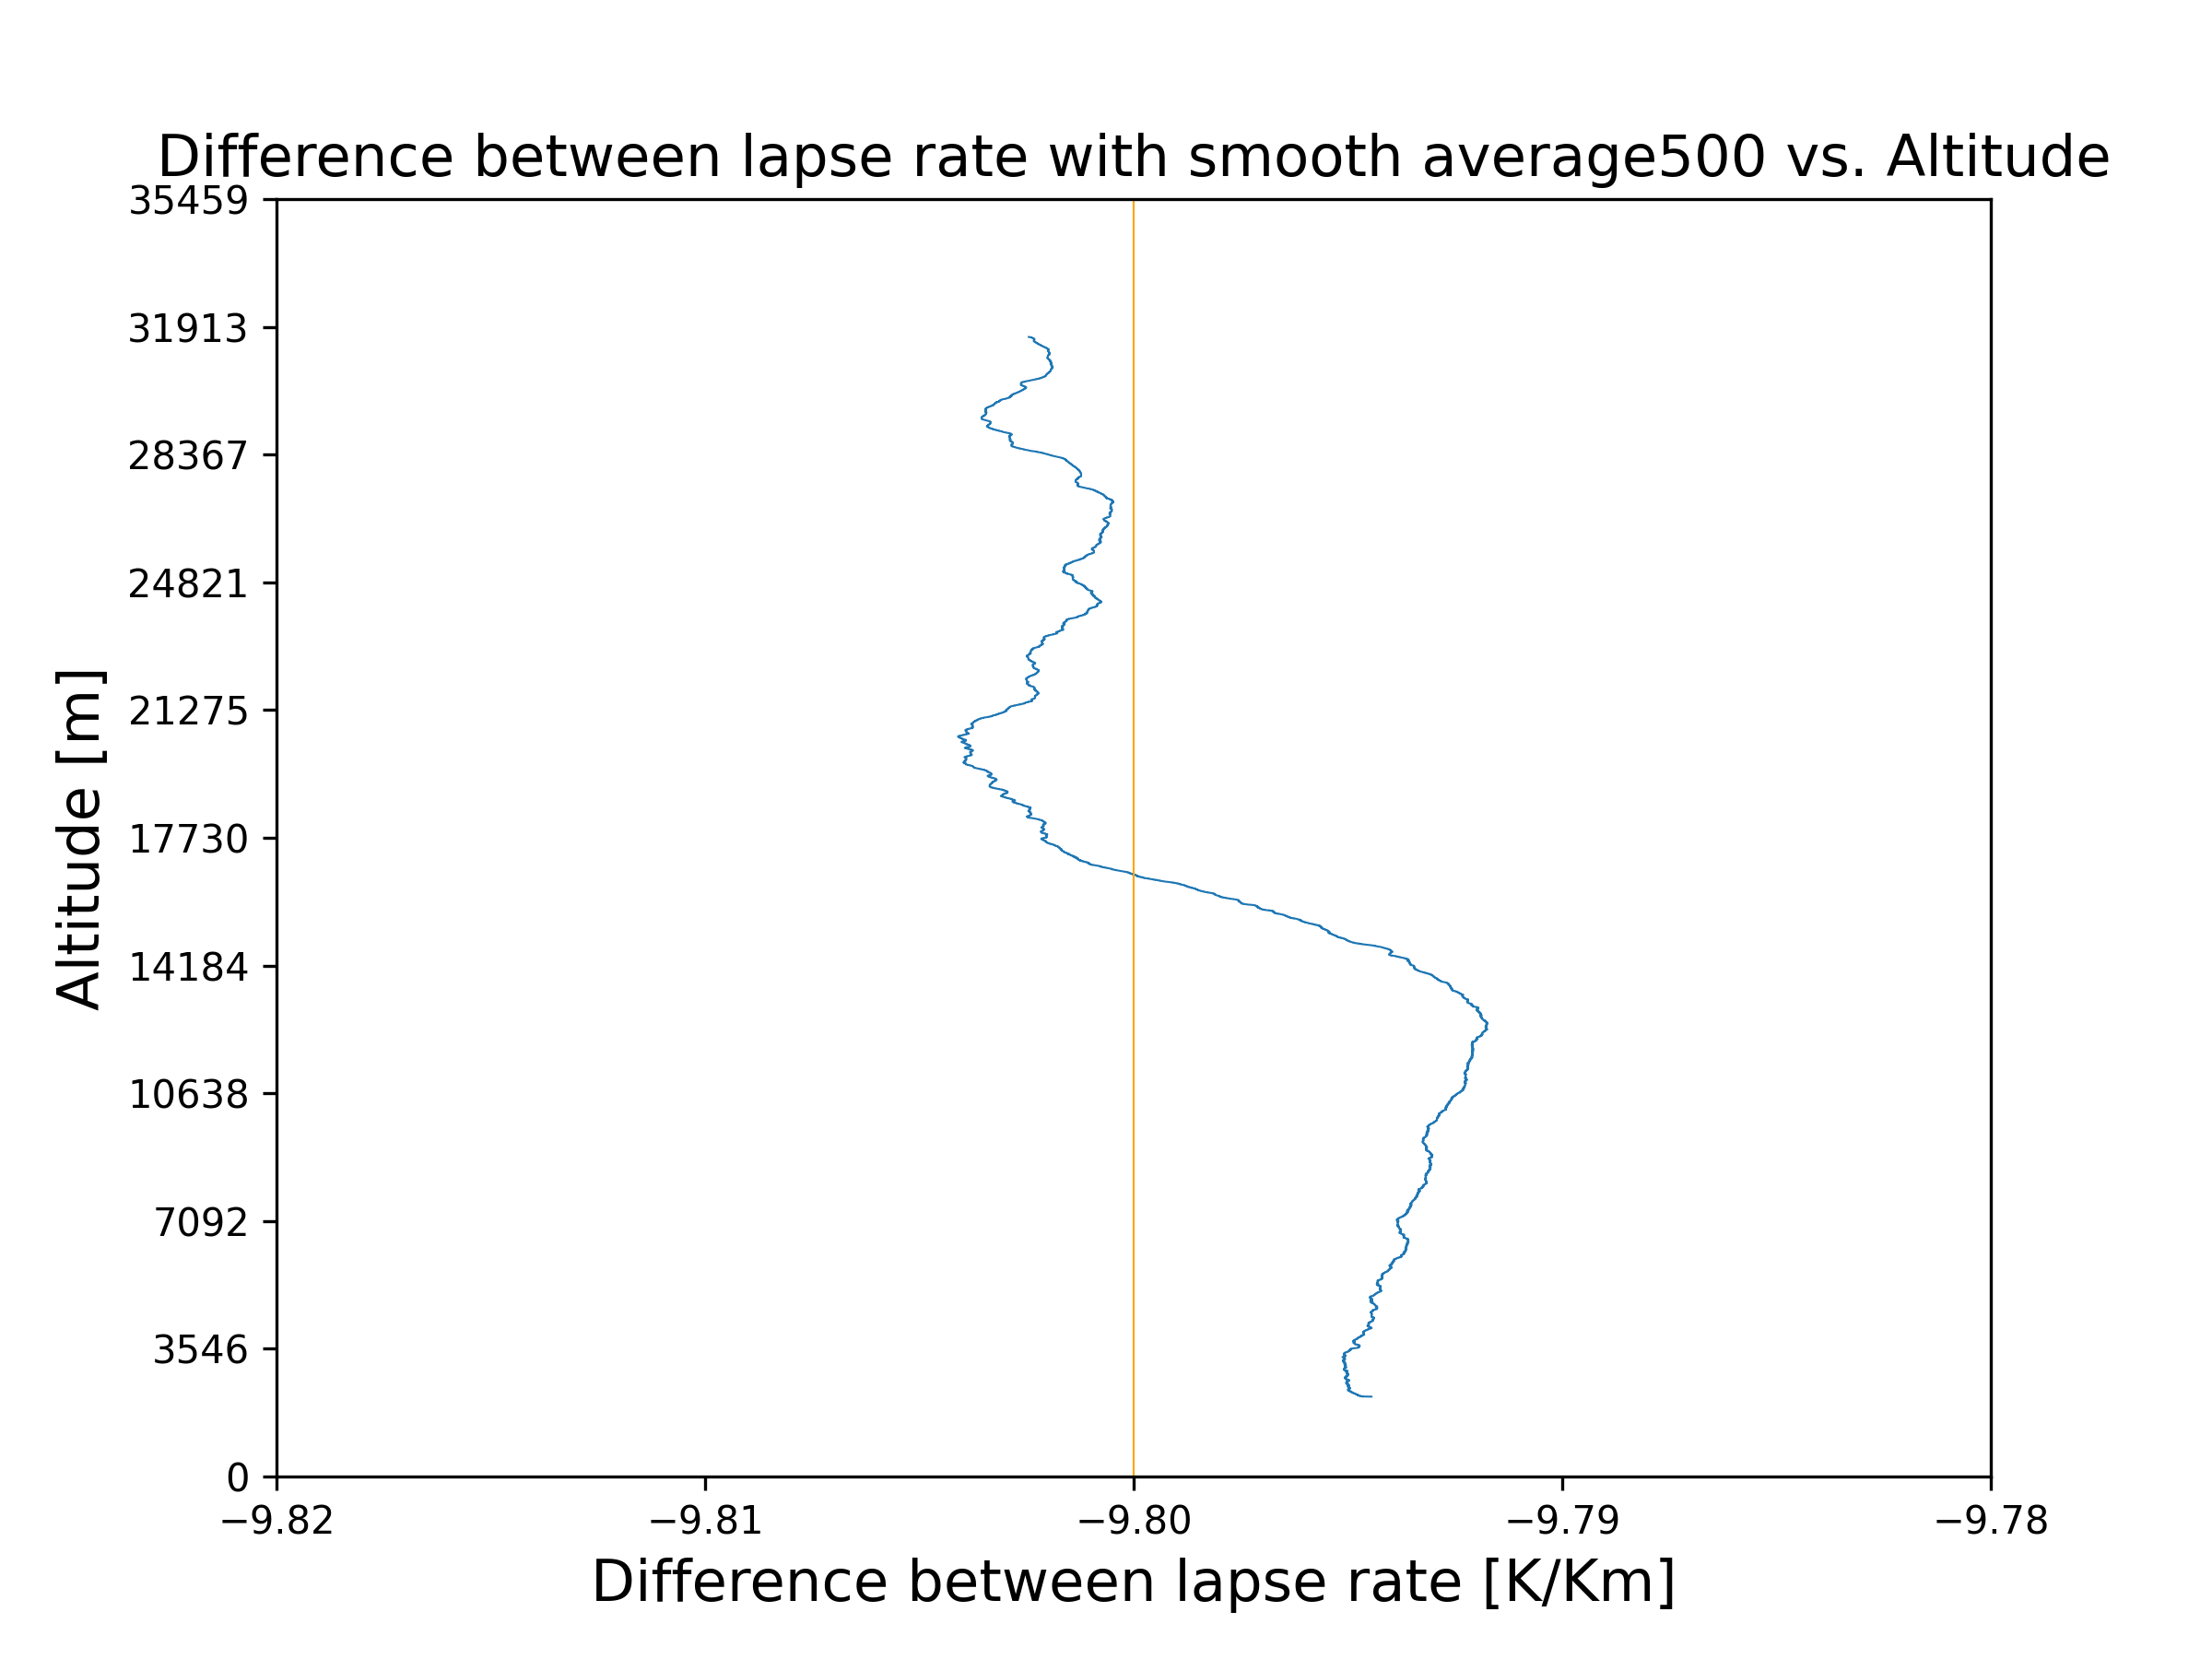 Difference between lapse rate with smooth average500 vs. Altitude
35459
31913
28367
24821
21275
17730
14184
10638
7092
3546
0
Altitude [m]
−9.82 −9.81 −9.80 −9.79 −9.78
Difference between lapse rate [K/Km]